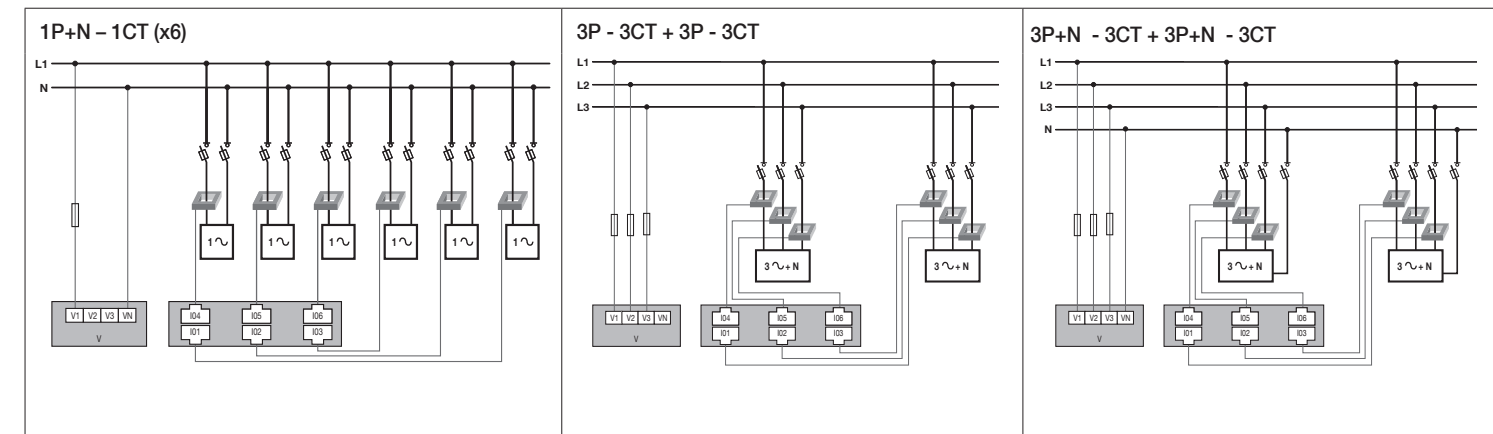 1P+N – 1CT (x6)
L1
N
1
1
1
1
1
1
V1 V2 V3 VN
V
I04 I05 I06
I01 I02 I03
3P - 3CT + 3P - 3CT
L1
L2
L3
3 + N
3 + N
V1 V2 V3 VN
V
I04 I05 I06
I01 I02 I03
3P+N - 3CT + 3P+N - 3CT
L1
L2
L3
N
3 + N
3 + N
V1 V2 V3 VN
V
I04 I05 I06
I01 I02 I03